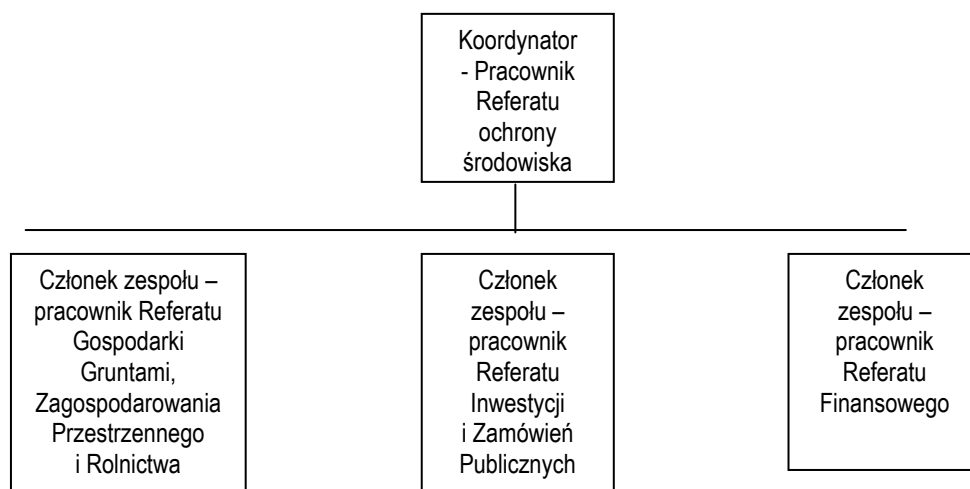 Koordynator
- Pracownik
Referatu
ochrony
środowiska
Członek zespołu –
pracownik Referatu
Gospodarki
Gruntami,
Zagospodarowania
Przestrzennego
i Rolnictwa
Członek
zespołu –
pracownik
Referatu
Inwestycji
i Zamówień
Publicznych
Członek
zespołu –
pracownik
Referatu
Finansowego